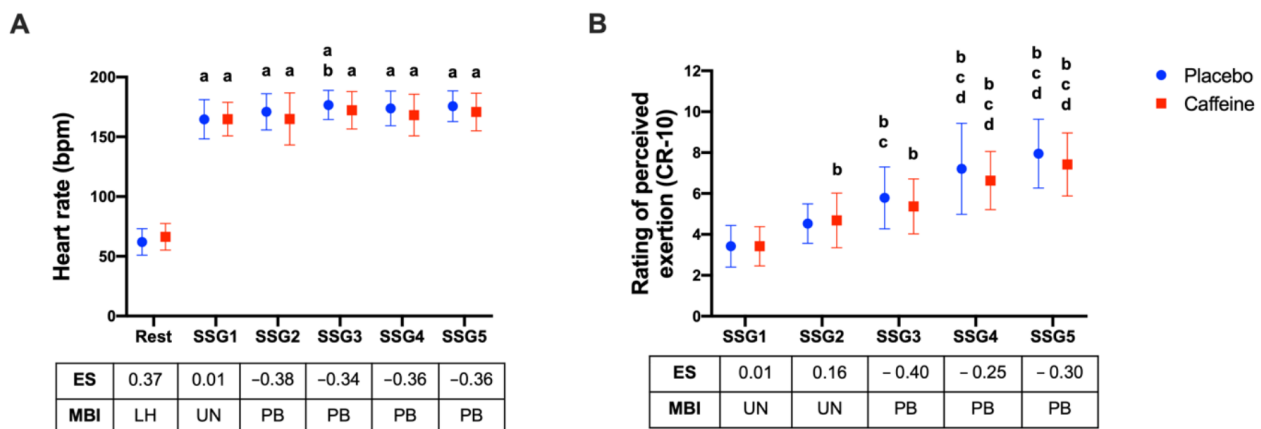 A
a
a a a a b a a a a a
200
150
100
50
0
Heart rate (bpm)
Rest SSG1 SSG2 SSG3 SSG4 SSG5
ES 0.37 0.01 −0.38 −0.34 −0.36 −0.36
MBI LH UN PB PB PB PB
B
b b
b b c c
c c d d
b d d
c b
b
12
10
8
6
4
2
0
Rating of perceived
exertion (CR-10)
SSG1 SSG2 SSG3 SSG4 SSG5
ES 0.01 0.16 − 0.40 − 0.25 − 0.30
MBI UN UN PB PB PB
Placebo
Caffeine